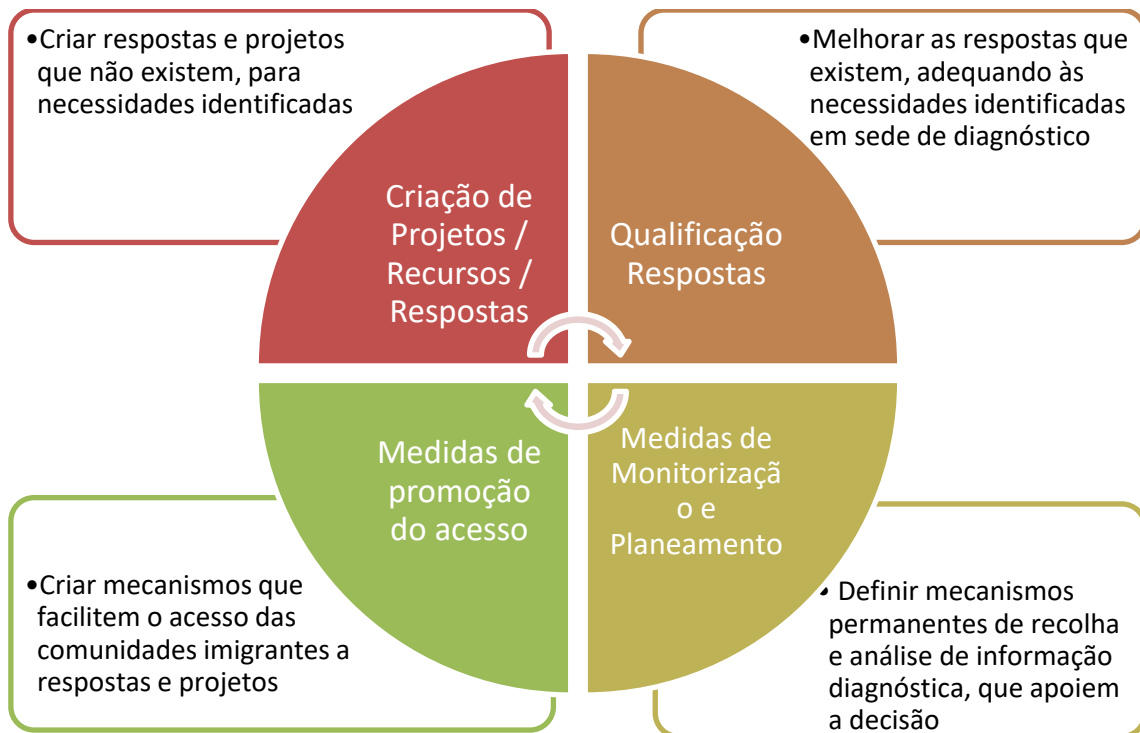 •Criar respostas e projetos
que não existem, para
necessidades identificadas
•Melhorar as respostas que
existem, adequando às
necessidades identificadas
em sede de diagnóstico
Criação de
Projetos /
Recursos /
Respostas
Qualificação
Respostas
Medidas de
promoção
do acesso
Medidas de
Monitorizaçã
o e
Planeamento
•Criar mecanismos que
facilitem o acesso das
comunidades imigrantes a
respostas e projetos
• Definir mecanismos
permanentes de recolha
e análise de informação
diagnóstica, que apoiem
a decisão